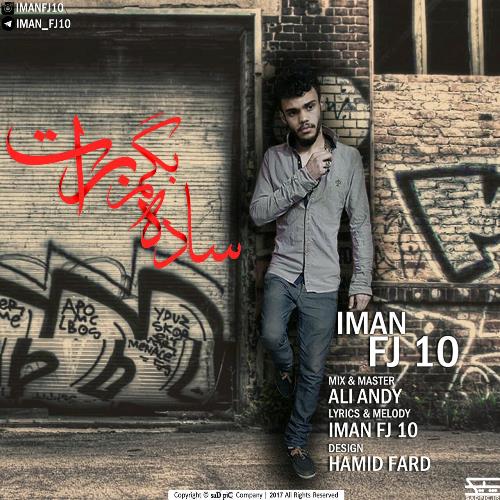 IMANFJ10
IMAN_FJ10
ساده بگم برات
IMAN
FJ 10
MIX & MASTER
ALI ANDY
LYRICS & MELODY
IMAN FJ 10
DESIGN
HAMID FARD
Copyright © saD piC Company | 2017 All Rights Reserved